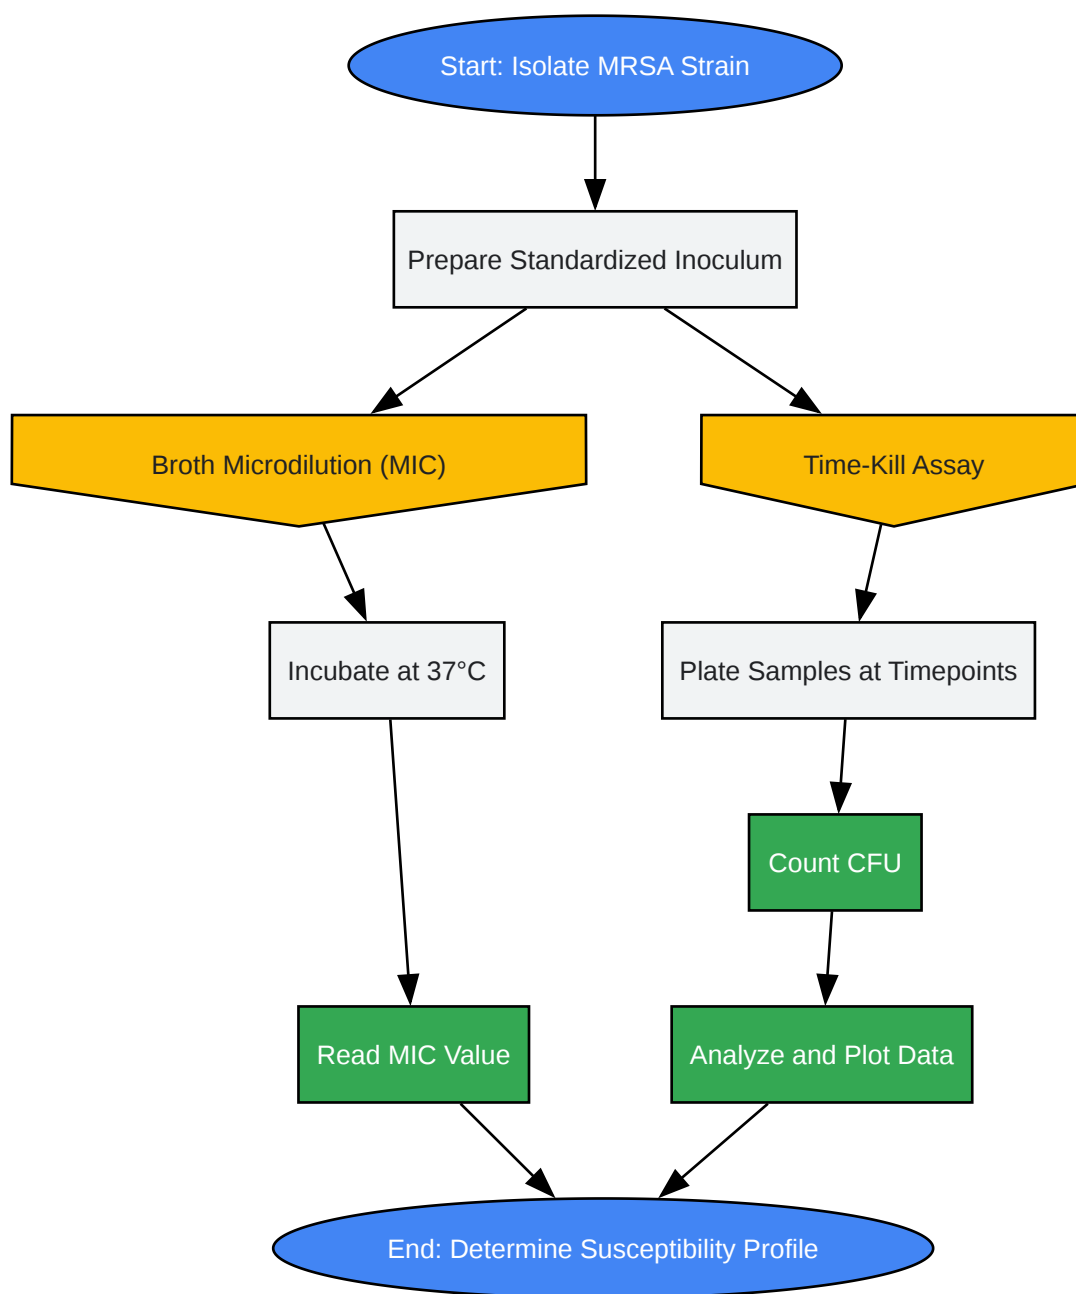 Start: Isolate MRSA Strain
Prepare Standardized Inoculum
Broth Microdilution (MIC)
Time-Kill Assay
Incubate at 37°C
Plate Samples at Timepoints
Count CFU
Read MIC Value
Analyze and Plot Data
End: Determine Susceptibility Profile